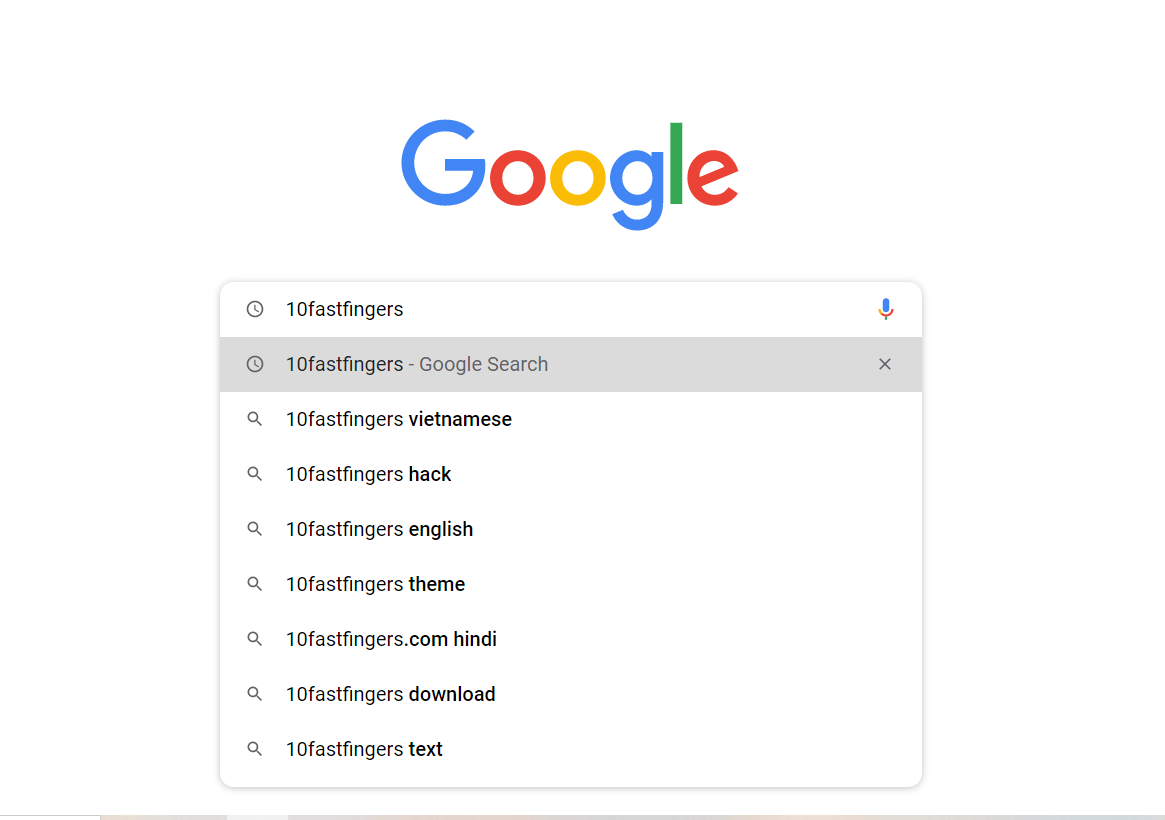 Google
10fastfingers
10fastfingers - Google Search
10fastfingers vietnamese
10fastfingers hack
10fastfingers english
10fastfingers theme
10fastfingers.com hindi
10fastfingers download
10fastfingers text